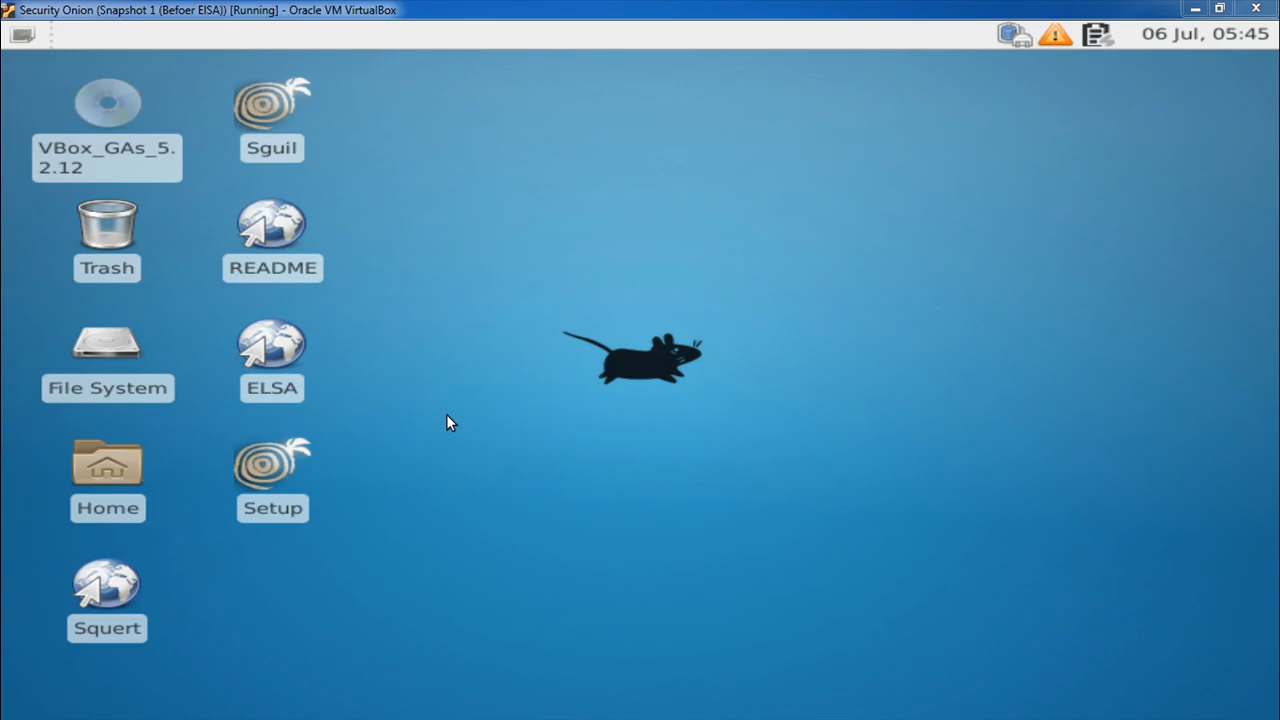 Security Onion (Snapshot 1 (Befoer EISA)) [Running] - Oracle VM VirtualBox
06 Jul, 05:45
VBox_GAs_5.
2.12
Sguil
Trash
README
File System
ELSA
Home
Setup
Squert